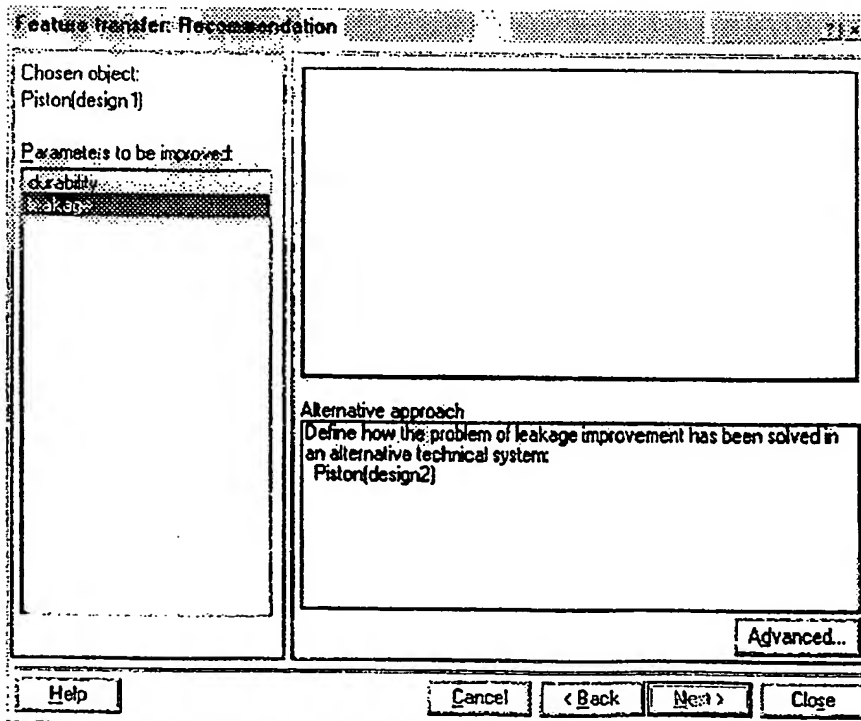 Feature transfer: Recommendation
? x
Chosen object:
Piston(design1)
Parameters to be improved:
durability
leakage
Alternative approach
Define how the problem of leakage improvement has been solved in
an alternative technical system:
Piston(design2)
Advanced...
Help
Cancel
< Back
Next >
Close